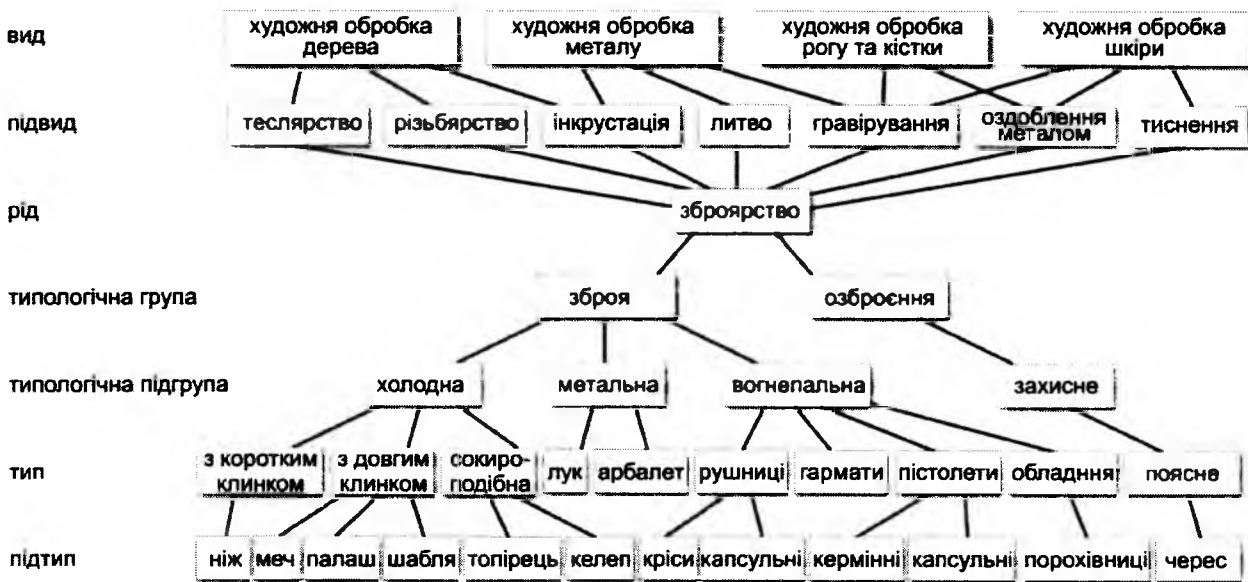 вид
художня обробка дерева
художня обробка металу
художня обробка рогу та кістки
художня обробка шкіри
підвид
теслярство
різьбярство
інкрустація
литво
гравірування
оздоблення металом
тиснення
рід
зброярство
типологічна група
зброя
озброєння
типологічна підгрупа
холодна
метальна
вогнепальна
захисне
тип
з коротким клинком
з довгим клинком
сокиро-подібна
лук
арбалет
рушниці
гармати
пістолети
обладння
поясне
підтип
ніж
меч
палаш
шабля
топірець
келеп
кріси
капсульні
кермінні
капсульні
порохівниці
черес